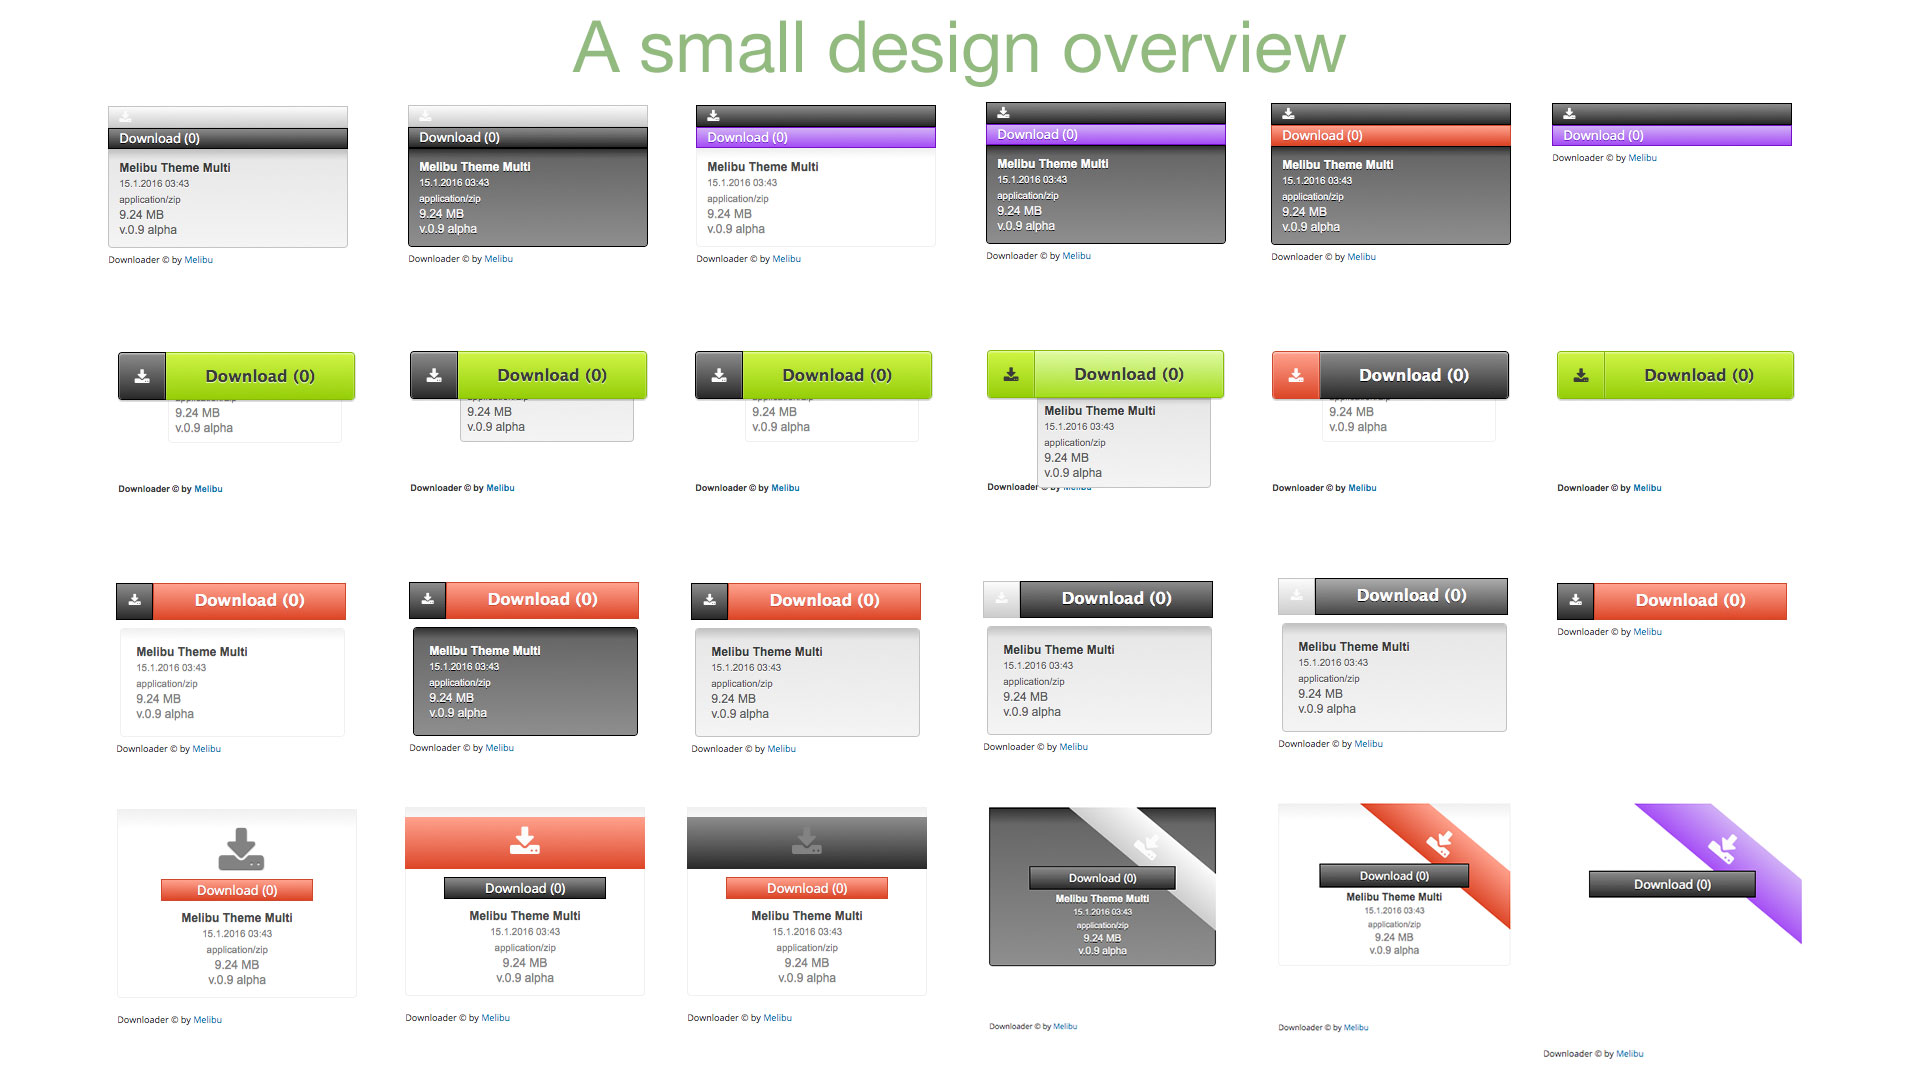 A small design overview
Download (0)
Melibu Theme Multi
15.1.2016 03:43
application/zip
9.24 MB
v.0.9 alpha
Downloader © by Melibu
Download (0)
Melibu Theme Multi
15.1.2016 03:43
application/zip
9.24 MB
v.0.9 alpha
Downloader © by Melibu
Download (0)
Melibu Theme Multi
15.1.2016 03:43
application/zip
9.24 MB
v.0.9 alpha
Downloader © by Melibu
Download (0)
Melibu Theme Multi
15.1.2016 03:43
application/zip
9.24 MB
v.0.9 alpha
Downloader © by Melibu
Download (0)
Melibu Theme Multi
15.1.2016 03:43
application/zip
9.24 MB
v.0.9 alpha
Downloader © by Melibu
Download (0)
Downloader © by Melibu
Download (0)
9.24 MB
v.0.9 alpha
Downloader © by Melibu
Download (0)
9.24 MB
v.0.9 alpha
Downloader © by Melibu
Download (0)
9.24 MB
v.0.9 alpha
Downloader © by Melibu
Download (0)
Melibu Theme Multi
15.1.2016 03:43
application/zip
9.24 MB
v.0.9 alpha
Downloader
Download (0)
9.24 MB
v.0.9 alpha
Downloader © by Melibu
Download (0)
Downloader © by Melibu
Download (0)
Melibu Theme Multi
15.1.2016 03:43
application/zip
9.24 MB
v.0.9 alpha
Downloader © by Melibu
Download (0)
Melibu Theme Multi
15.1.2016 03:43
application/zip
9.24 MB
v.0.9 alpha
Downloader © by Melibu
Download (0)
Melibu Theme Multi
15.1.2016 03:43
application/zip
9.24 MB
v.0.9 alpha
Downloader © by Melibu
Download (0)
Melibu Theme Multi
15.1.2016 03:43
application/zip
9.24 MB
v.0.9 alpha
Downloader © by Melibu
Download (0)
Melibu Theme Multi
15.1.2016 03:43
application/zip
9.24 MB
v.0.9 alpha
Downloader © by Melibu
Download (0)
Downloader © by Melibu
Download (0)
Melibu Theme Multi
15.1.2016 03:43
application/zip
9.24 MB
v.0.9 alpha
Downloader © by Melibu
Download (0)
Melibu Theme Multi
15.1.2016 03:43
application/zip
9.24 MB
v.0.9 alpha
Downloader © by Melibu
Download (0)
Melibu Theme Multi
15.1.2016 03:43
application/zip
9.24 MB
v.0.9 alpha
Downloader © by Melibu
Download (0)
Melibu Theme Multi
15.1.2016 03:43
application/zip
9.24 MB
v.0.9 alpha
Downloader © by Melibu
Download (0)
Melibu Theme Multi
15.1.2016 03:43
application/zip
9.24 MB
v.0.9 alpha
Downloader © by Melibu
Download (0)
Downloader © by Melibu